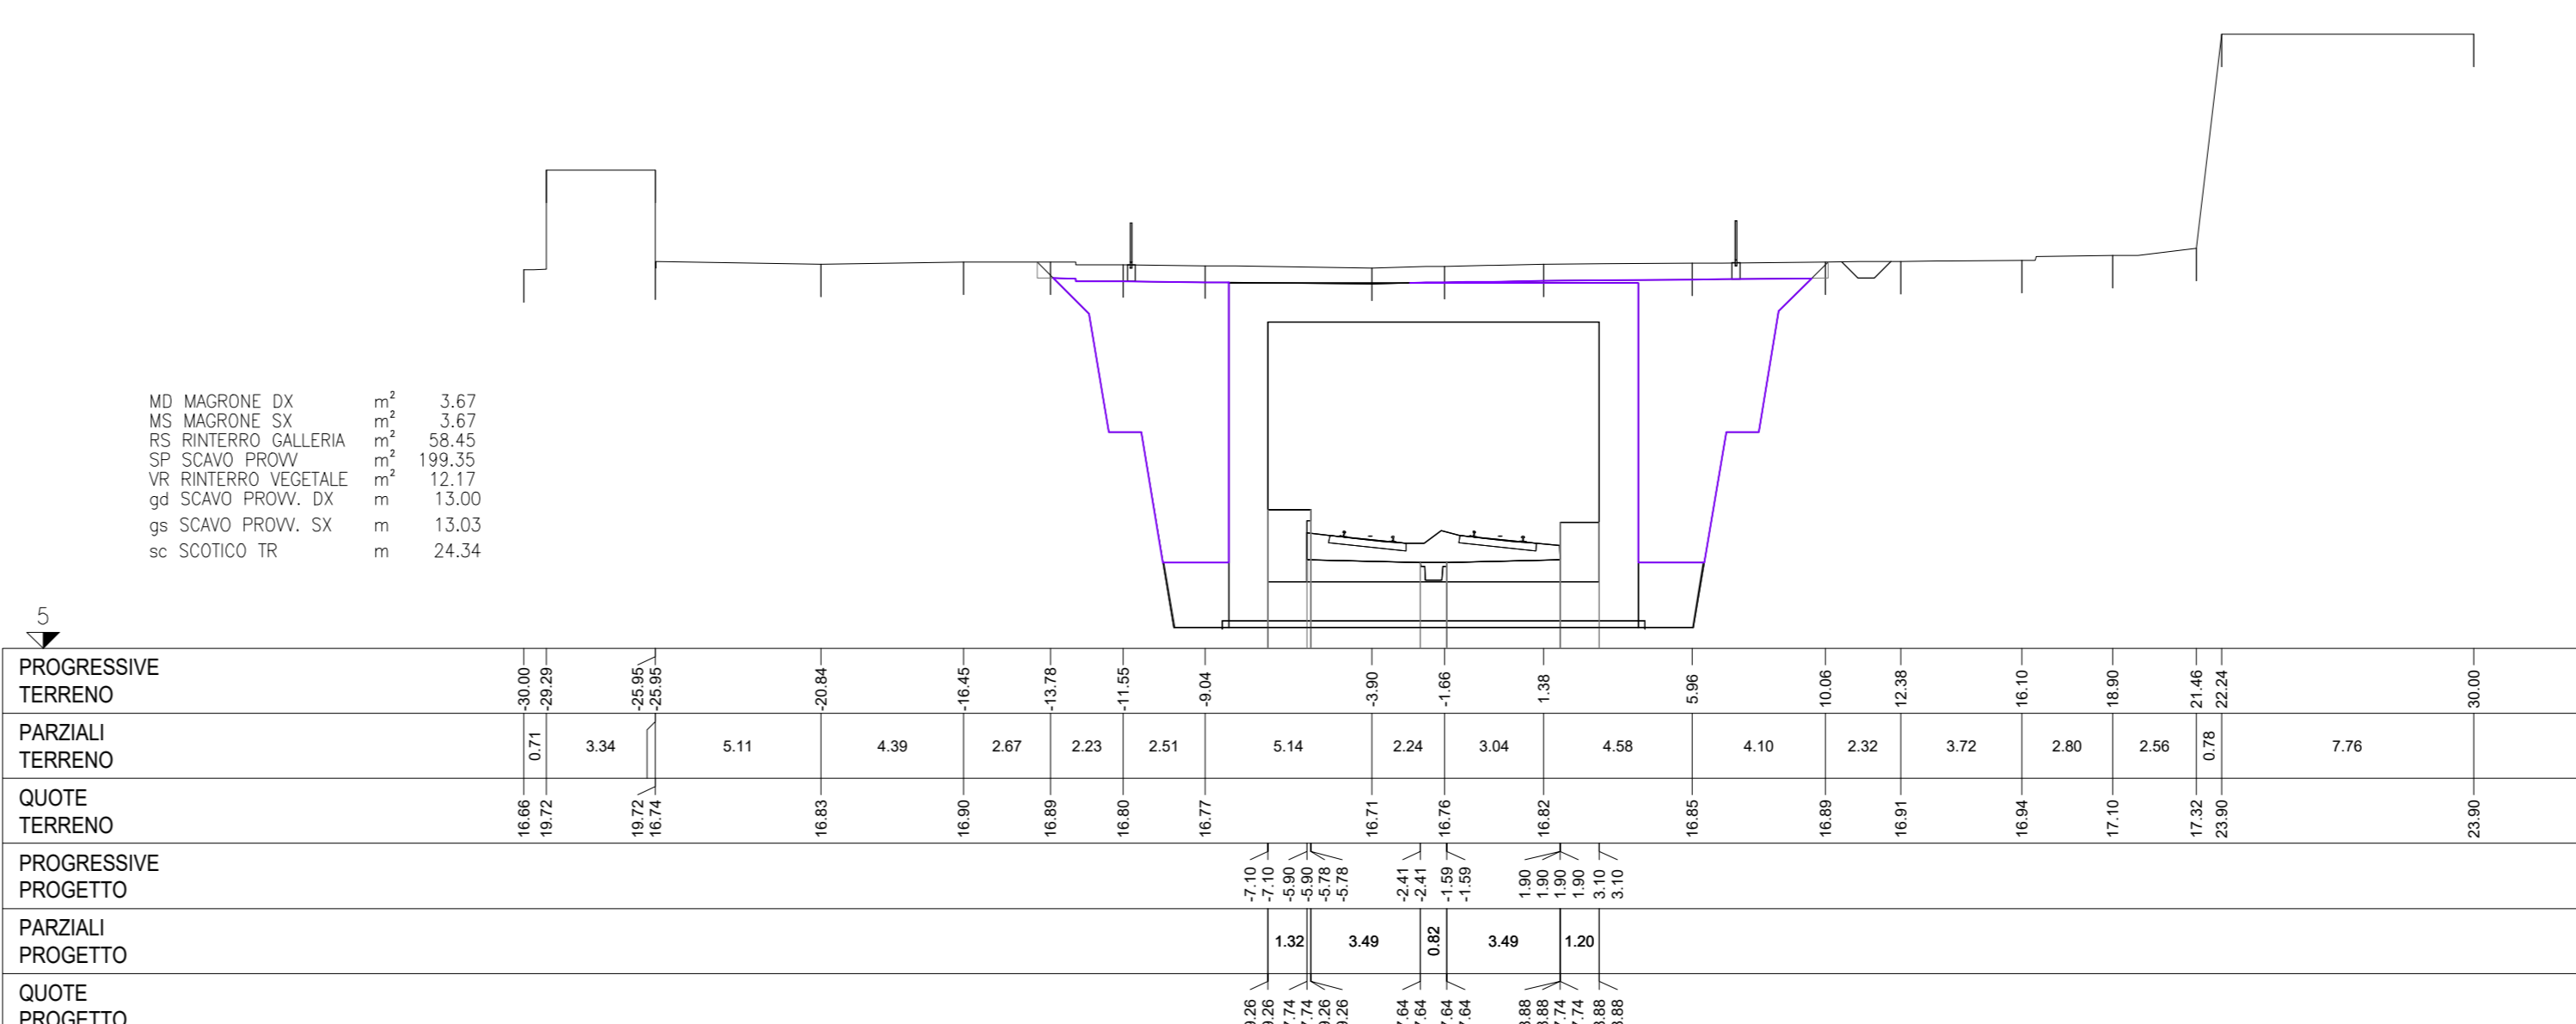 MD MAGRONE DX m² 3.67
MS MAGRONE SX m² 3.67
RS RINTERRO GALLERIA m² 58.45
SP SCAVO PROVV m² 199.35
VR RINTERRO VEGETALE m² 12.17
gd SCAVO PROVV. DX m 13.00
gs SCAVO PROVV. SX m 13.03
sc SCOTICO TR m 24.34
5
PROGRESSIVE
TERRENO
-30.00 -29.29 -25.95 -25.95 -20.84 -16.45 -13.78 -11.55 -9.04 -3.90 -1.66 1.38 5.96 10.06 12.38 16.10 18.90 21.46 22.24 30.00
PARZIALI
TERRENO
0.71 3.34 5.11 4.39 2.67 2.23 2.51 5.14 2.24 3.04 4.58 4.10 2.32 3.72 2.80 2.56 0.78 7.76
QUOTE
TERRENO
16.66 19.72 19.72 16.74 16.83 16.90 16.89 16.80 16.77 16.71 16.76 16.82 16.85 16.89 16.91 16.94 17.10 17.32 23.90 23.90
PROGRESSIVE
PROGETTO
-7.10 -7.10 -5.90 -5.90 -5.78 -5.78 -2.41 -2.41 -1.59 -1.59 1.90 1.90 1.90 1.90 3.10 3.10
PARZIALI
PROGETTO
1.32 3.49 0.82 3.49 1.20
QUOTE
PROGETTO